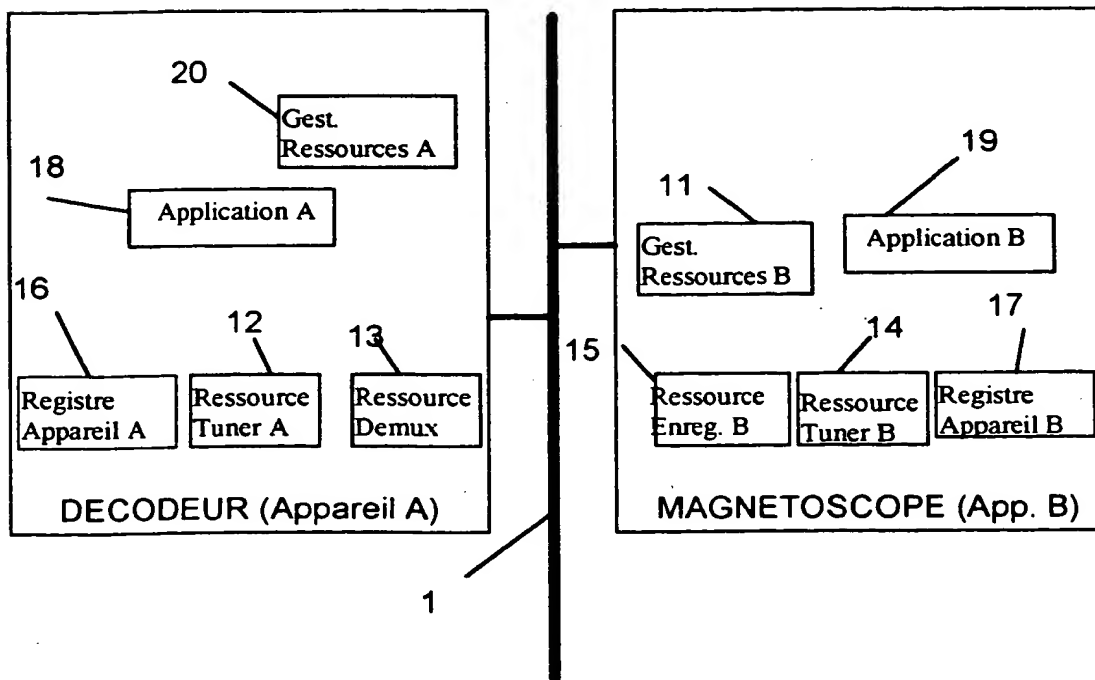 20
Gest.
Ressources A
18
Application A
16
12
13
Registre
Appareil A
Ressource
Tuner A
Ressource
Demux
DECODEUR (Appareil A)
1
11
19
Gest.
Ressources B
Application B
15
14
17
Ressource
Enreg. B
Ressource
Tuner B
Registre
Appareil B
MAGNETOSCOPE (App. B)